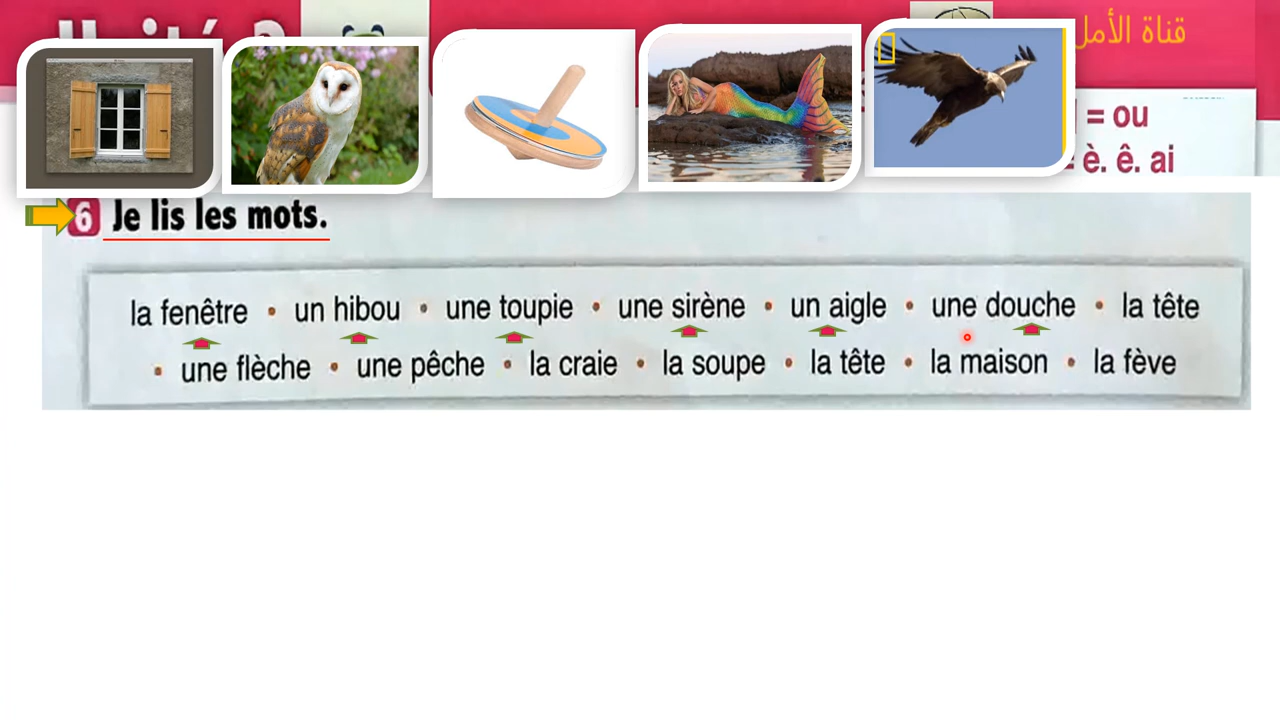 قناة الأمل
= ou
è. ê. ai
6 Je lis les mots.
la fenêtre • un hibou • une toupie • une sirène • un aigle • une douche • la tête
• une flèche • une pêche • la craie • la soupe • la tête • la maison • la fève